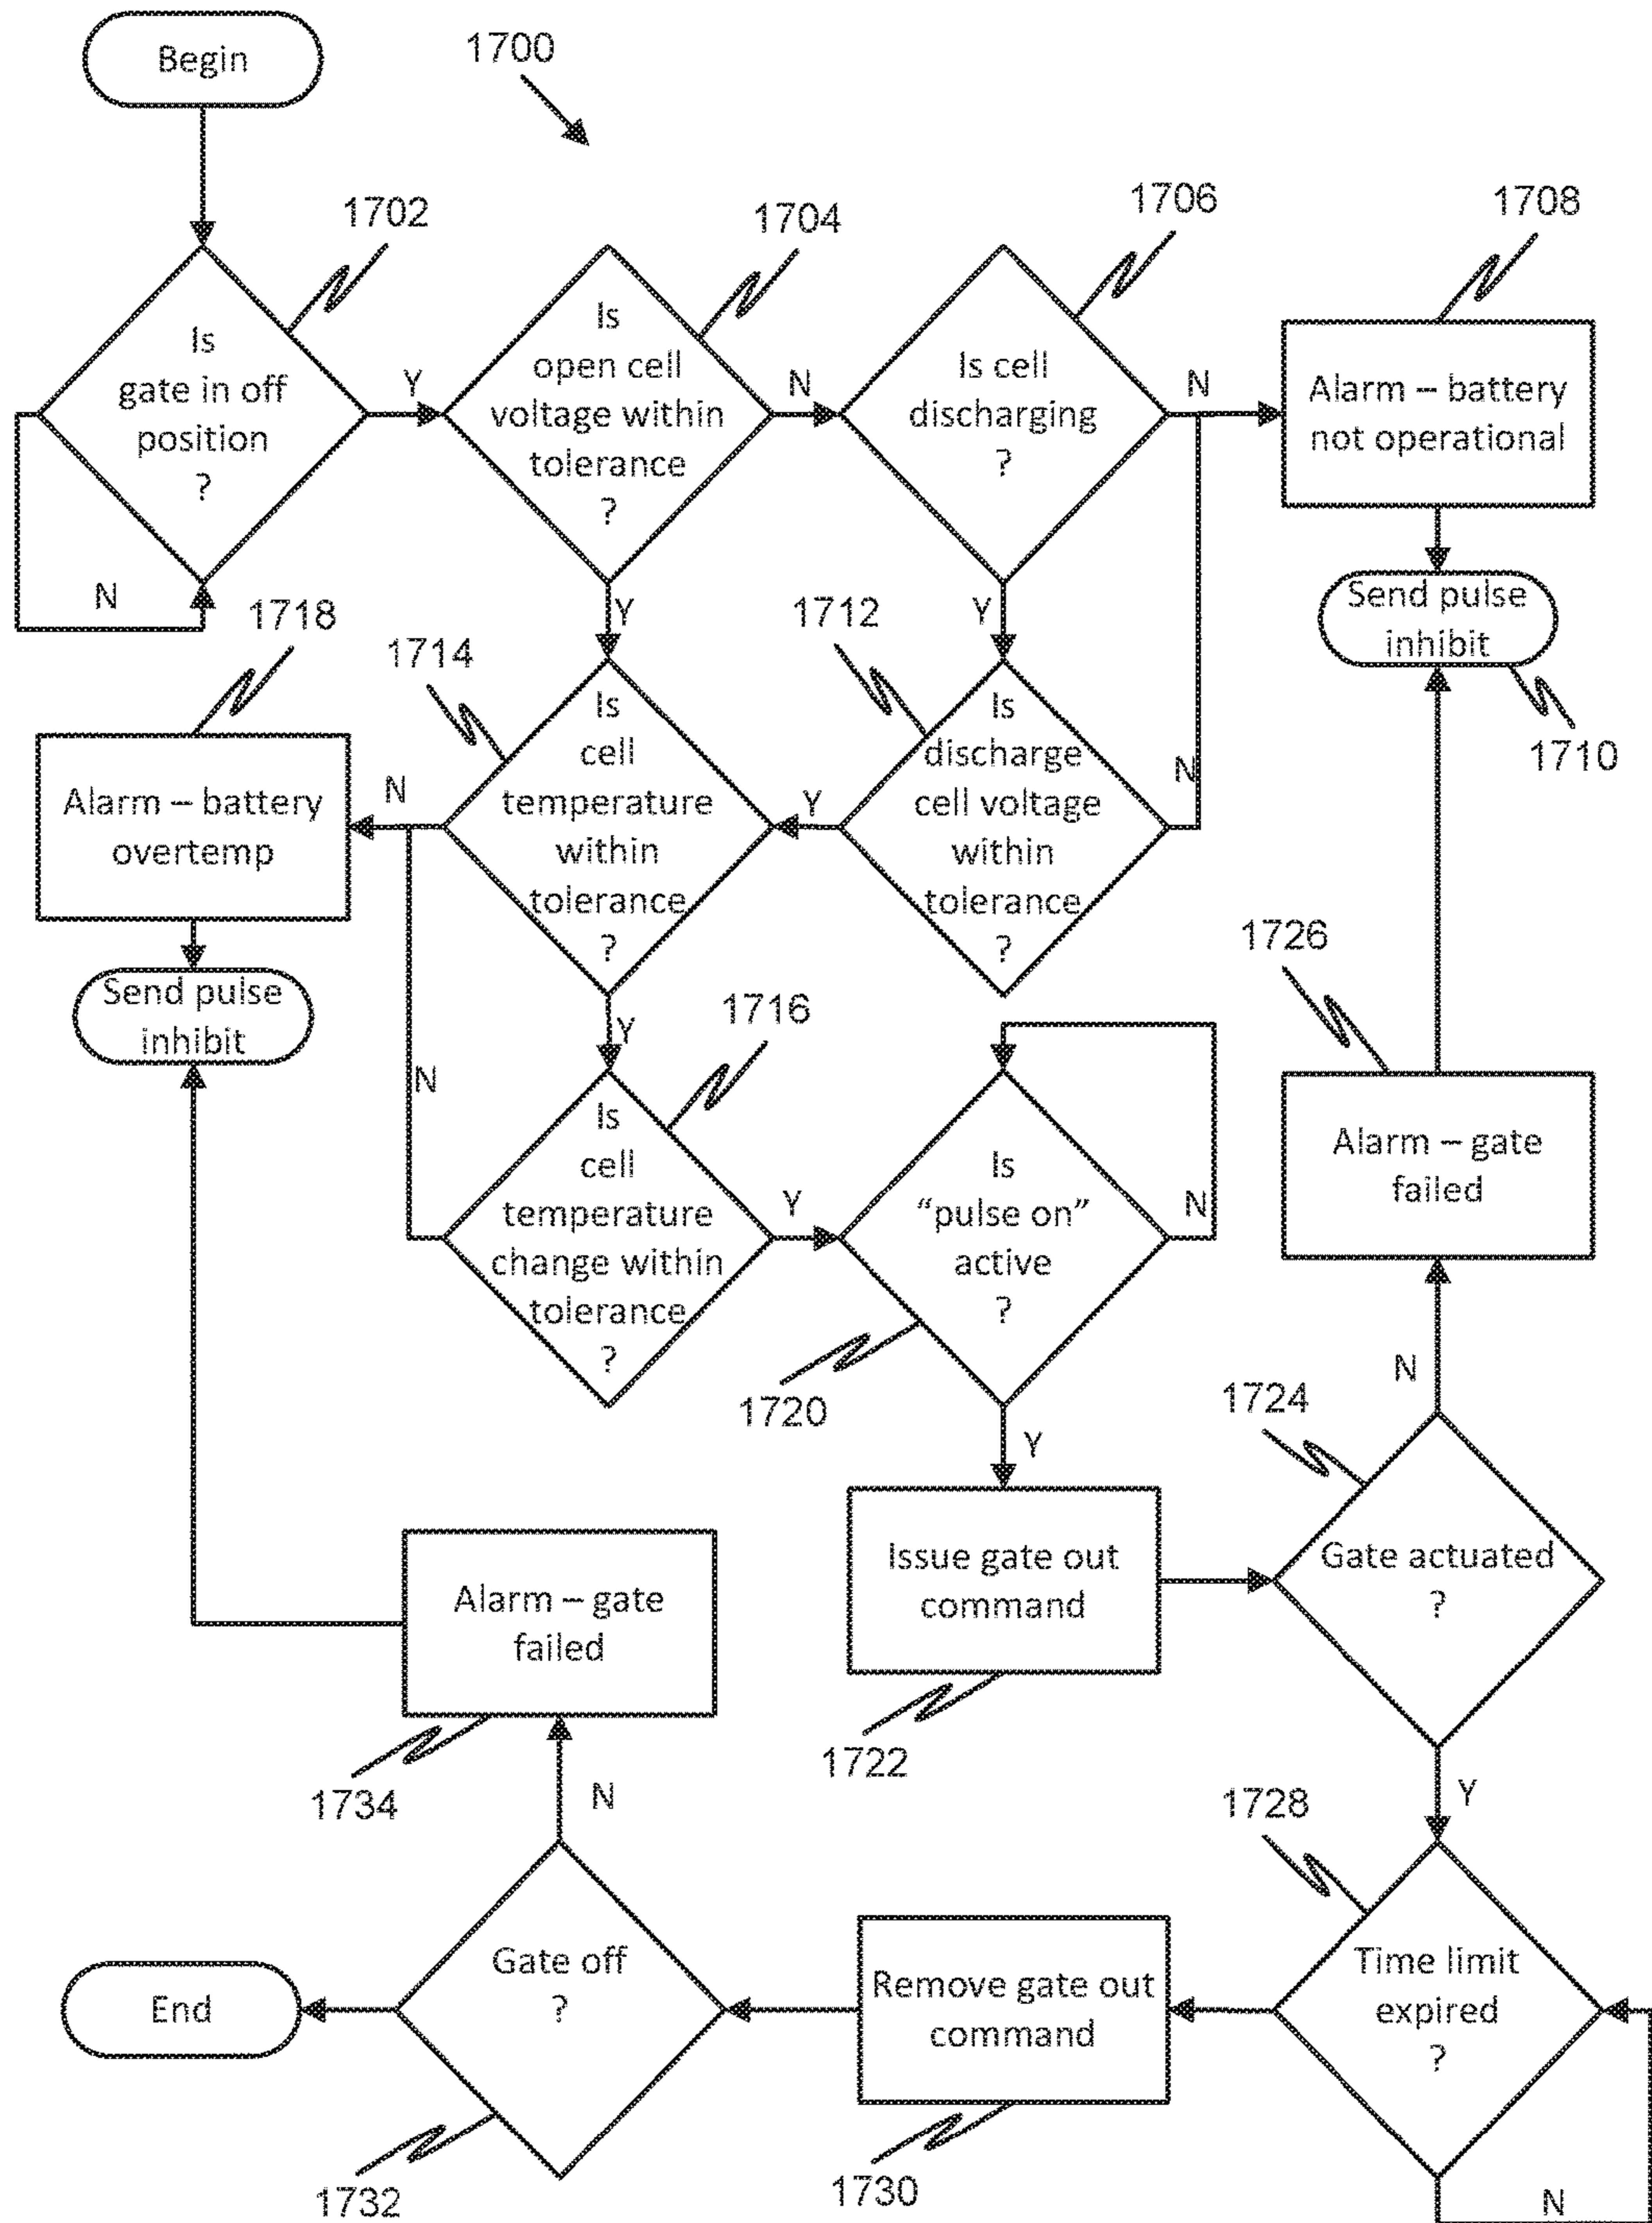 Begin
1700
1702
1704
1706
1708
Is
gate in off
position
?
Y
N
Is
open cell
voltage within
tolerance
?
N
Y
Is cell
discharging
?
N
Y
Alarm – battery
not operational
Send pulse
inhibit
1710
1718
1714
1712
Alarm – battery
overtemp
N
Is
cell
temperature
within
tolerance
?
Y
Y
Is
discharge
cell voltage
within
tolerance
?
N
Send pulse
inhibit
N
1716
1726
Is
cell
temperature
change within
tolerance
?
Y
Is
“pulse on”
active
?
N
Y
1720
Alarm – gate
failed
N
1724
Alarm – gate
failed
1734
Issue gate out
command
1722
Gate actuated
?
Y
N
1728
End
Gate off
?
1732
Remove gate out
command
1730
Time limit
expired
?
N